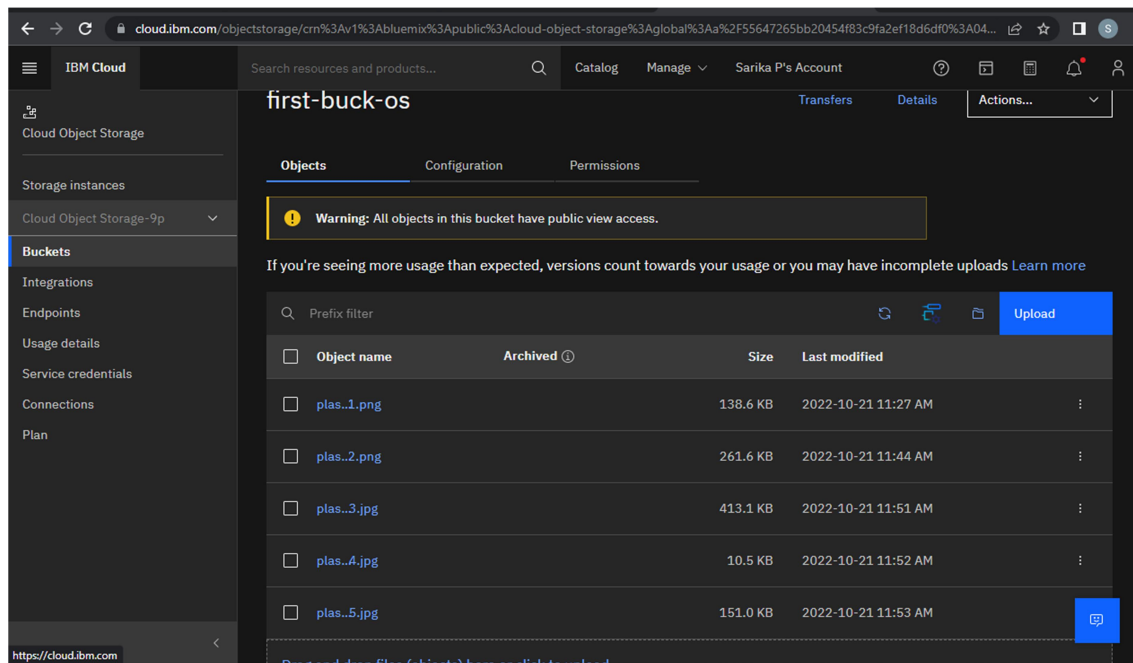 cloud.ibm.com/objectstorage/crn%3Av1%3Abluemix%3Apublic%3Acloud-object-storage%3Aglobal%3Aa%2F55647265bb20454f83c9fa2ef18d6df0%3A04...
S
IBM Cloud
Search resources and products...
Catalog
Manage
Sarika P's Account
Cloud Object Storage
Storage instances
Cloud Object Storage-9p
Buckets
Integrations
Endpoints
Usage details
Service credentials
Connections
Plan
first-buck-os
Transfers
Details
Actions...
Objects
Configuration
Permissions
Warning: All objects in this bucket have public view access.
If you're seeing more usage than expected, versions count towards your usage or you may have incomplete uploads Learn more
Prefix filter
Upload
Object name Archived Size Last modified
plas..1.png 138.6 KB 2022-10-21 11:27 AM
plas..2.png 261.6 KB 2022-10-21 11:44 AM
plas..3.jpg 413.1 KB 2022-10-21 11:51 AM
plas..4.jpg 10.5 KB 2022-10-21 11:52 AM
plas..5.jpg 151.0 KB 2022-10-21 11:53 AM
https://cloud.ibm.com